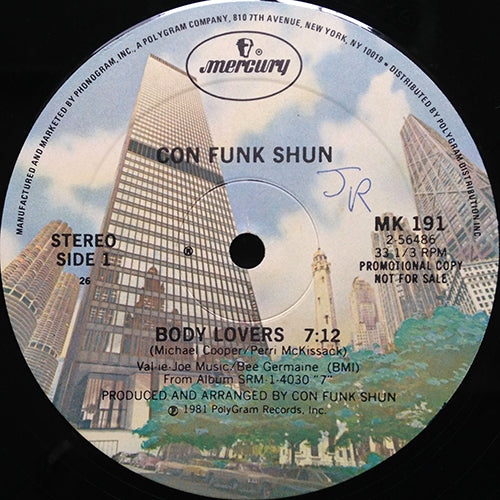 MANUFACTURED AND MARKETED BY PHONOGRAM, INC., A POLYGRAM COMPANY, 810 7TH AVENUE, NEW YORK, N.Y. 10019 • DISTRIBUTED BY POLYGRAM DISTRIBUTION, INC.
®
mercury
CON FUNK SHUN
JR
MK 191
STEREO 2-56486
SIDE 1 ® 33 1/3 RPM
PROMOTIONAL COPY
26 NOT FOR SALE
BODY LOVERS 7:12
(Michael Cooper/Perri McKissack)
Val-ie-Joe Music/Bee Germaine (BMI)
From Album SRM-1-4030 "7"
PRODUCED AND ARRANGED BY CON FUNK SHUN
℗ 1981 PolyGram Records, Inc.